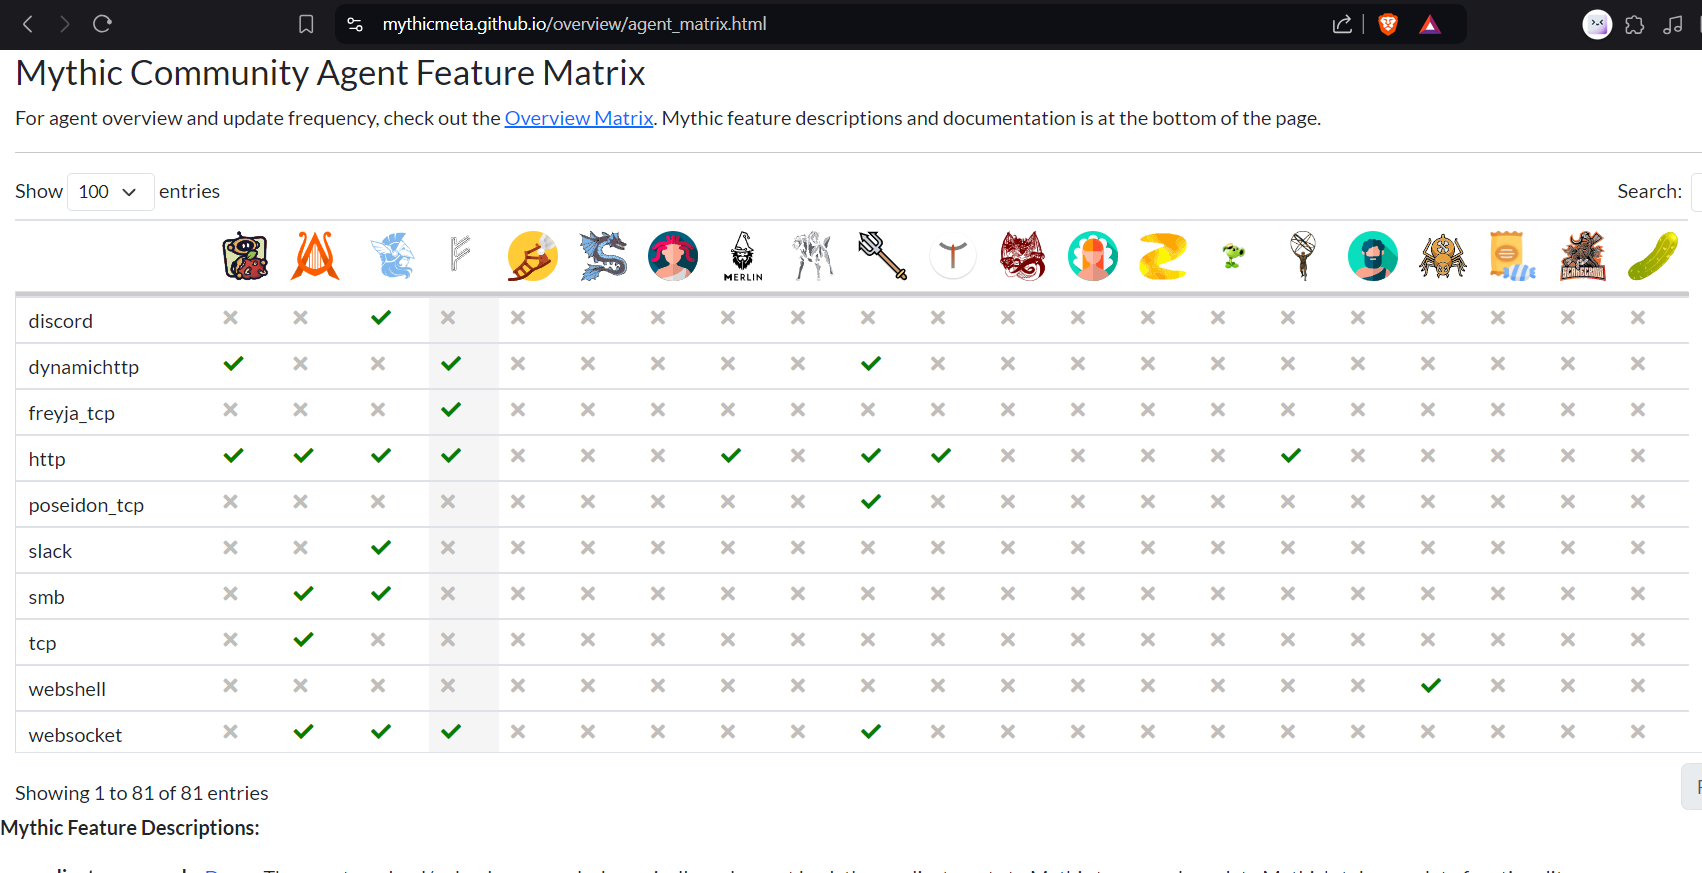 mythicmeta.github.io/overview/agent_matrix.html
Mythic Community Agent Feature Matrix
For agent overview and update frequency, check out the Overview Matrix. Mythic feature descriptions and documentation is at the bottom of the page.
Show 100 entries
Search:
MERLIN
SCARECROW
discord
dynamichttp
freyja_tcp
http
poseidon_tcp
slack
smb
tcp
webshell
websocket
Showing 1 to 81 of 81 entries
Mythic Feature Descriptions: